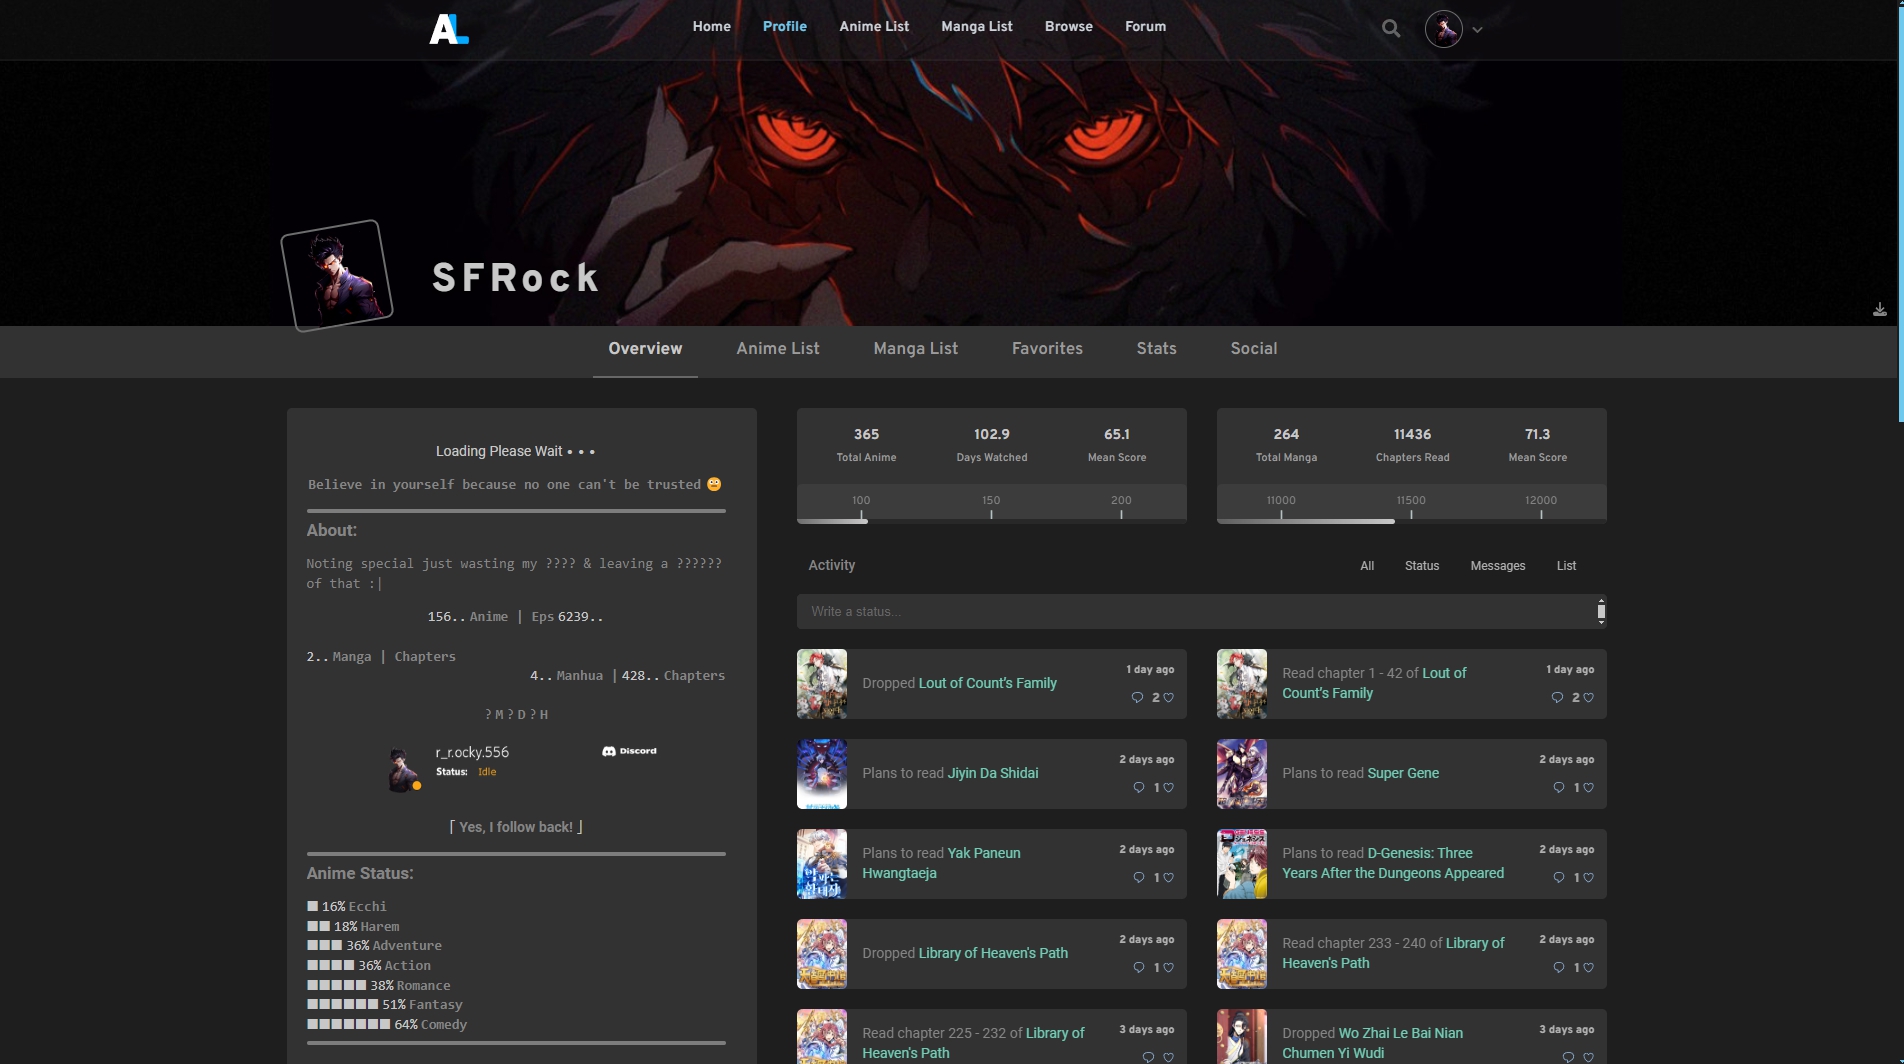 AL
Home
Profile
Anime List
Manga List
Browse
Forum
SFRock
Overview
Anime List
Manga List
Favorites
Stats
Social
Loading Please Wait • • •
Believe in yourself because no one can't be trusted
About:
Noting special just wasting my ???? & leaving a ??????
of that :|
156.. Anime | Eps 6239..
2.. Manga | Chapters
4.. Manhua | 428.. Chapters
? M ? D ? H
r_r.ocky.556
Discord
Status: Idle
⌈ Yes, I follow back! ⌋
Anime Status:
■ 16% Ecchi
■■ 18% Harem
■■■ 36% Adventure
■■■■ 36% Action
■■■■■ 38% Romance
■■■■■■ 51% Fantasy
■■■■■■■ 64% Comedy
365
102.9
65.1
Total Anime
Days Watched
Mean Score
100
150
200
264
11436
71.3
Total Manga
Chapters Read
Mean Score
11000
11500
12000
Activity
All
Status
Messages
List
Write a status...
Dropped Lout of Count's Family
1 day ago
2
Read chapter 1 - 42 of Lout of
Count's Family
1 day ago
2
Plans to read Jiyin Da Shidai
2 days ago
1
Plans to read Super Gene
2 days ago
1
Plans to read Yak Paneun
Hwangtaeja
2 days ago
1
Plans to read D-Genesis: Three
Years After the Dungeons Appeared
2 days ago
1
Dropped Library of Heaven's Path
2 days ago
1
Read chapter 233 - 240 of Library of
Heaven's Path
2 days ago
1
Read chapter 225 - 232 of Library of
Heaven's Path
3 days ago
Dropped Wo Zhai Le Bai Nian
Chumen Yi Wudi
3 days ago